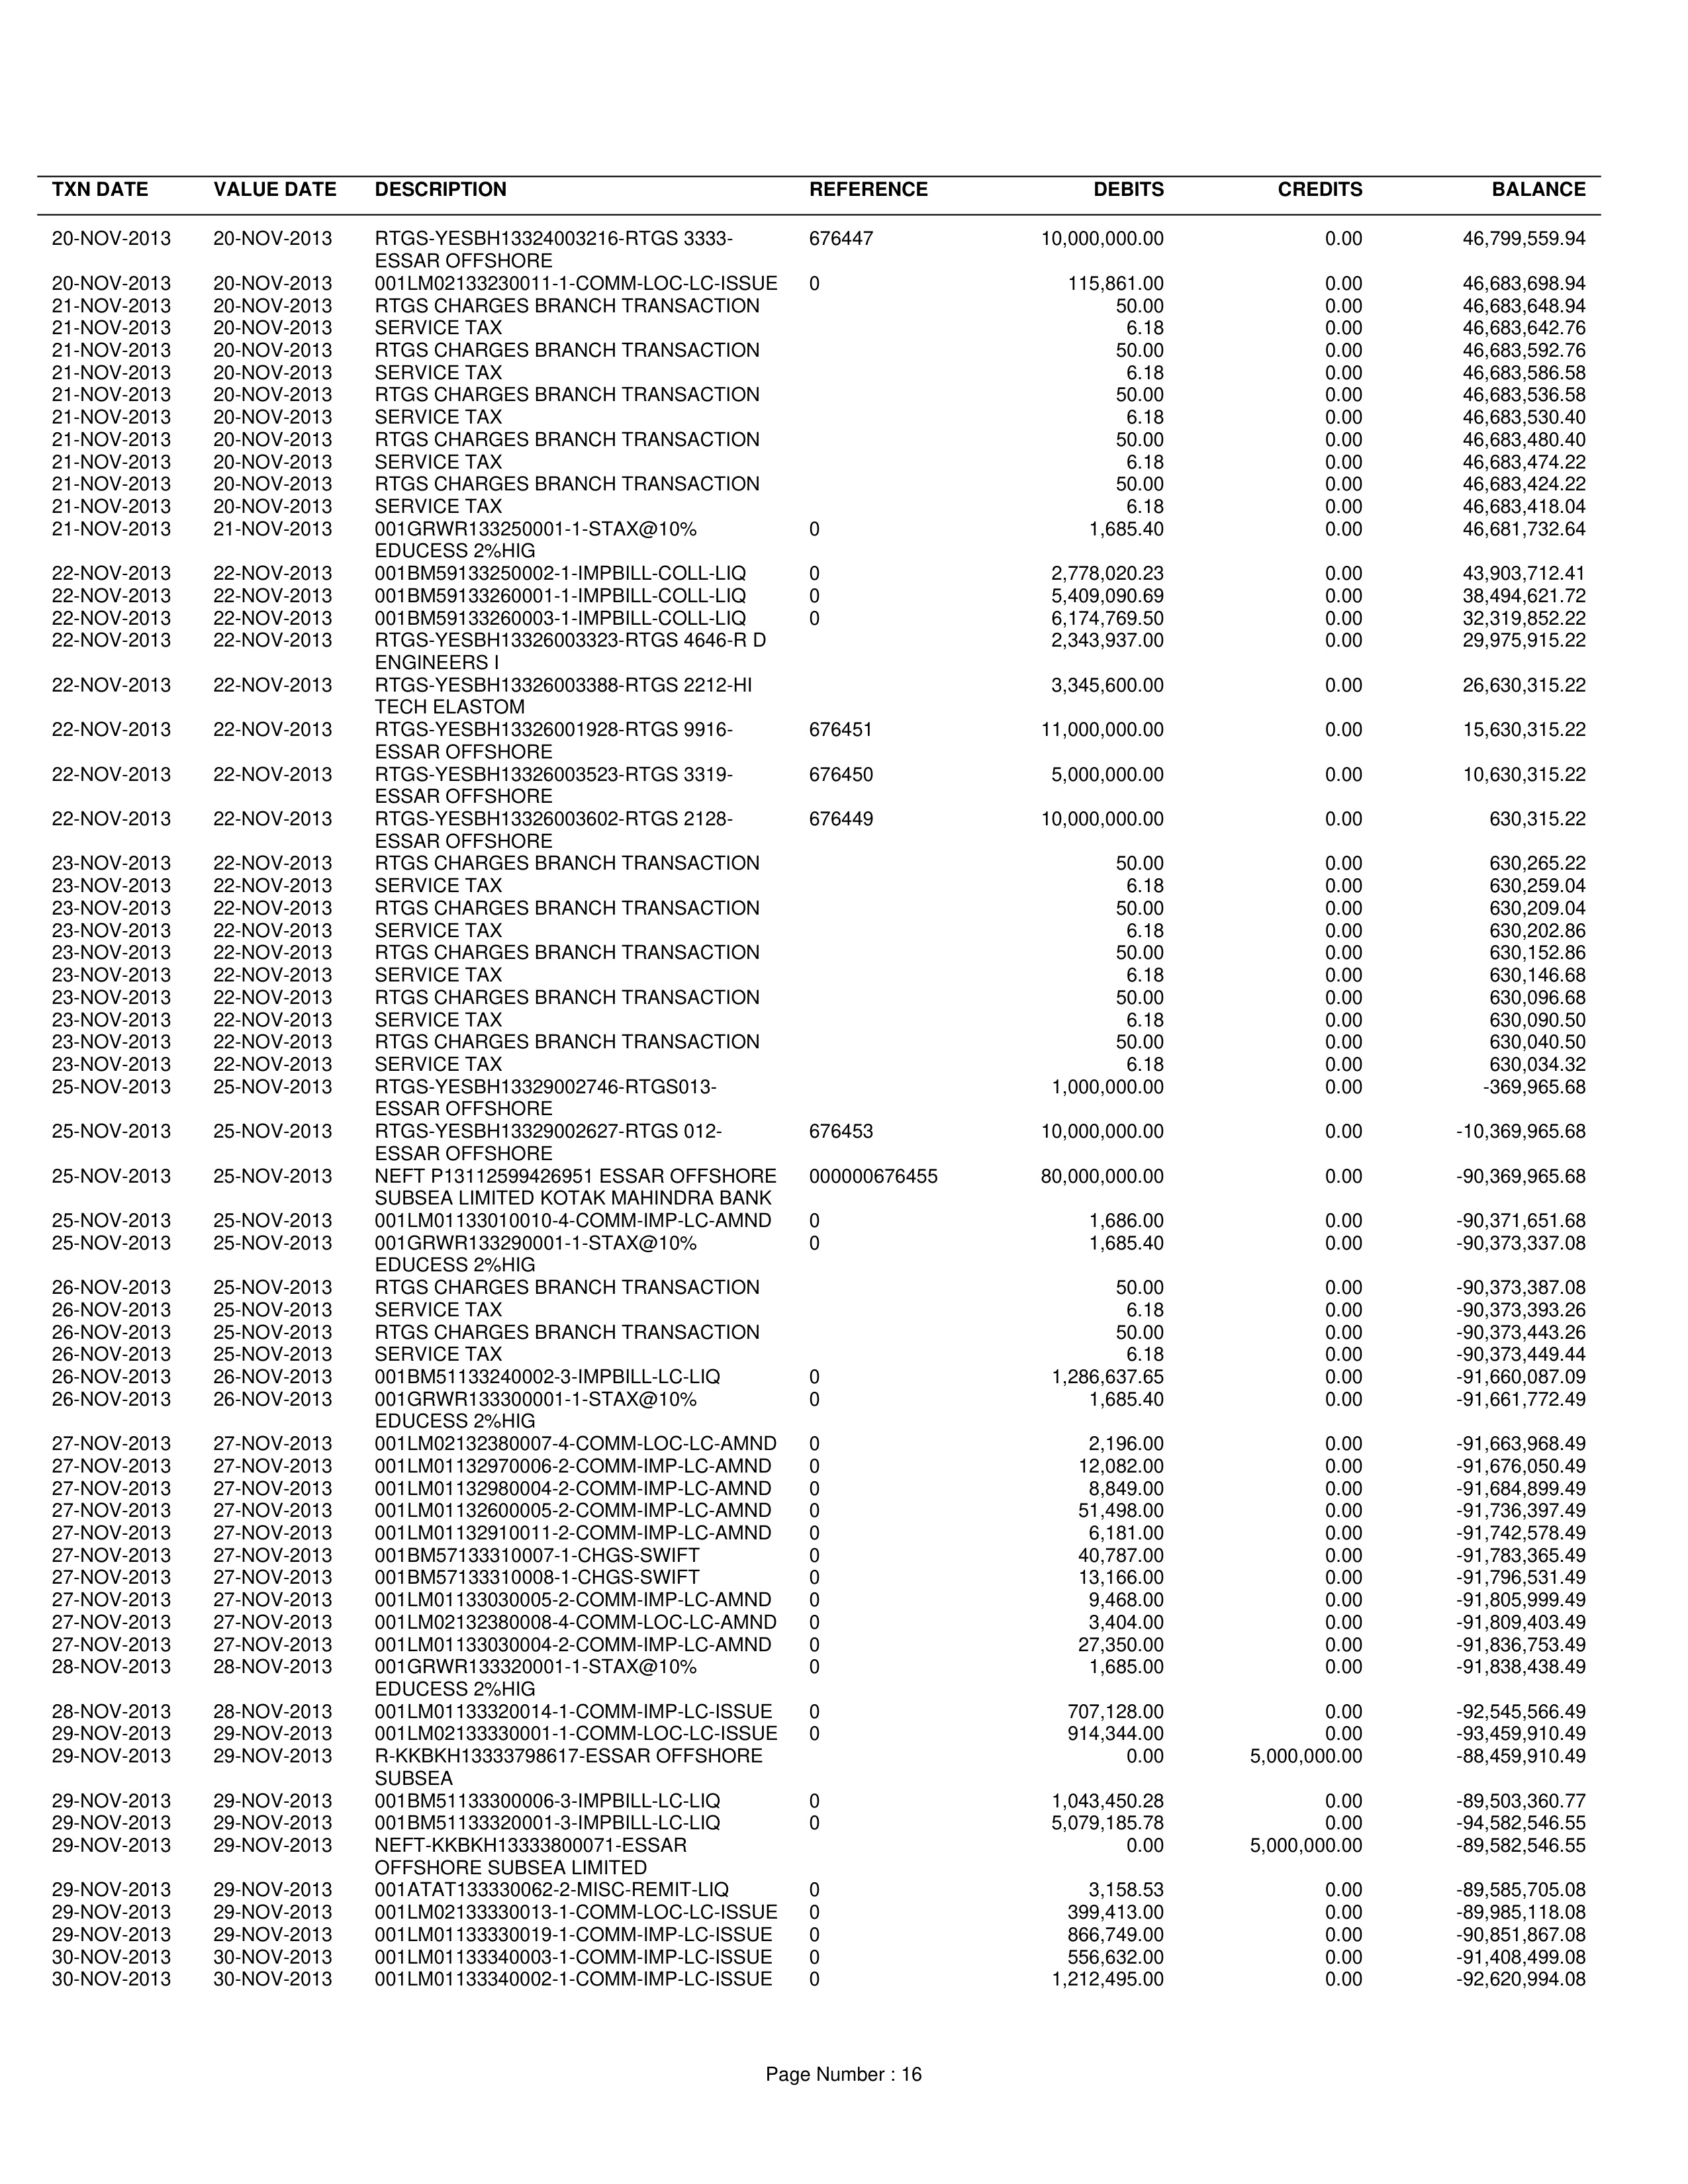 TXN DATE VALUE DATE DESCRIPTION REFERENCE DEBITS CREDITS BALANCE
20-NOV-2013 20-NOV-2013 RTGS-YESBH13324003216-RTGS 3333- 676447 10,000,000.00 0.00 46,799,559.94
ESSAR OFFSHORE
20-NOV-2013 20-NOV-2013 001LM02133230011-1-COMM-LOC-LC-ISSUE 0 115,861.00 0.00 46,683,698.94
21-NOV-2013 20-NOV-2013 RTGS CHARGES BRANCH TRANSACTION 50.00 0.00 46,683,648.94
21-NOV-2013 20-NOV-2013 SERVICE TAX 6.18 0.00 46,683,642.76
21-NOV-2013 20-NOV-2013 RTGS CHARGES BRANCH TRANSACTION 50.00 0.00 46,683,592.76
21-NOV-2013 20-NOV-2013 SERVICE TAX 6.18 0.00 46,683,586.58
21-NOV-2013 20-NOV-2013 RTGS CHARGES BRANCH TRANSACTION 50.00 0.00 46,683,536.58
21-NOV-2013 20-NOV-2013 SERVICE TAX 6.18 0.00 46,683,530.40
21-NOV-2013 20-NOV-2013 RTGS CHARGES BRANCH TRANSACTION 50.00 0.00 46,683,480.40
21-NOV-2013 20-NOV-2013 SERVICE TAX 6.18 0.00 46,683,474.22
21-NOV-2013 20-NOV-2013 RTGS CHARGES BRANCH TRANSACTION 50.00 0.00 46,683,424.22
21-NOV-2013 20-NOV-2013 SERVICE TAX 6.18 0.00 46,683,418.04
21-NOV-2013 21-NOV-2013 001GRWR133250001-1-STAX@10% 0 1,685.40 0.00 46,681,732.64
EDUCESS 2%HIG
22-NOV-2013 22-NOV-2013 001BM59133250002-1-IMPBILL-COLL-LIQ 0 2,778,020.23 0.00 43,903,712.41
22-NOV-2013 22-NOV-2013 001BM59133260001-1-IMPBILL-COLL-LIQ 0 5,409,090.69 0.00 38,494,621.72
22-NOV-2013 22-NOV-2013 001BM59133260003-1-IMPBILL-COLL-LIQ 0 6,174,769.50 0.00 32,319,852.22
22-NOV-2013 22-NOV-2013 RTGS-YESBH13326003323-RTGS 4646-R D 2,343,937.00 0.00 29,975,915.22
ENGINEERS I
22-NOV-2013 22-NOV-2013 RTGS-YESBH13326003388-RTGS 2212-HI 3,345,600.00 0.00 26,630,315.22
TECH ELASTOM
22-NOV-2013 22-NOV-2013 RTGS-YESBH13326001928-RTGS 9916- 676451 11,000,000.00 0.00 15,630,315.22
ESSAR OFFSHORE
22-NOV-2013 22-NOV-2013 RTGS-YESBH13326003523-RTGS 3319- 676450 5,000,000.00 0.00 10,630,315.22
ESSAR OFFSHORE
22-NOV-2013 22-NOV-2013 RTGS-YESBH13326003602-RTGS 2128- 676449 10,000,000.00 0.00 630,315.22
ESSAR OFFSHORE
23-NOV-2013 22-NOV-2013 RTGS CHARGES BRANCH TRANSACTION 50.00 0.00 630,265.22
23-NOV-2013 22-NOV-2013 SERVICE TAX 6.18 0.00 630,259.04
23-NOV-2013 22-NOV-2013 RTGS CHARGES BRANCH TRANSACTION 50.00 0.00 630,209.04
23-NOV-2013 22-NOV-2013 SERVICE TAX 6.18 0.00 630,202.86
23-NOV-2013 22-NOV-2013 RTGS CHARGES BRANCH TRANSACTION 50.00 0.00 630,152.86
23-NOV-2013 22-NOV-2013 SERVICE TAX 6.18 0.00 630,146.68
23-NOV-2013 22-NOV-2013 RTGS CHARGES BRANCH TRANSACTION 50.00 0.00 630,096.68
23-NOV-2013 22-NOV-2013 SERVICE TAX 6.18 0.00 630,090.50
23-NOV-2013 22-NOV-2013 RTGS CHARGES BRANCH TRANSACTION 50.00 0.00 630,040.50
23-NOV-2013 22-NOV-2013 SERVICE TAX 6.18 0.00 630,034.32
25-NOV-2013 25-NOV-2013 RTGS-YESBH13329002746-RTGS013- 1,000,000.00 0.00 -369,965.68
ESSAR OFFSHORE
25-NOV-2013 25-NOV-2013 RTGS-YESBH13329002627-RTGS 012- 676453 10,000,000.00 0.00 -10,369,965.68
ESSAR OFFSHORE
25-NOV-2013 25-NOV-2013 NEFT P13112599426951 ESSAR OFFSHORE 000000676455 80,000,000.00 0.00 -90,369,965.68
SUBSEA LIMITED KOTAK MAHINDRA BANK
25-NOV-2013 25-NOV-2013 001LM01133010010-4-COMM-IMP-LC-AMND 0 1,686.00 0.00 -90,371,651.68
25-NOV-2013 25-NOV-2013 001GRWR133290001-1-STAX@10% 0 1,685.40 0.00 -90,373,337.08
EDUCESS 2%HIG
26-NOV-2013 25-NOV-2013 RTGS CHARGES BRANCH TRANSACTION 50.00 0.00 -90,373,387.08
26-NOV-2013 25-NOV-2013 SERVICE TAX 6.18 0.00 -90,373,393.26
26-NOV-2013 25-NOV-2013 RTGS CHARGES BRANCH TRANSACTION 50.00 0.00 -90,373,443.26
26-NOV-2013 25-NOV-2013 SERVICE TAX 6.18 0.00 -90,373,449.44
26-NOV-2013 26-NOV-2013 001BM51133240002-3-IMPBILL-LC-LIQ 0 1,286,637.65 0.00 -91,660,087.09
26-NOV-2013 26-NOV-2013 001GRWR133300001-1-STAX@10% 0 1,685.40 0.00 -91,661,772.49
EDUCESS 2%HIG
27-NOV-2013 27-NOV-2013 001LM02132380007-4-COMM-LOC-LC-AMND 0 2,196.00 0.00 -91,663,968.49
27-NOV-2013 27-NOV-2013 001LM01132970006-2-COMM-IMP-LC-AMND 0 12,082.00 0.00 -91,676,050.49
27-NOV-2013 27-NOV-2013 001LM01132980004-2-COMM-IMP-LC-AMND 0 8,849.00 0.00 -91,684,899.49
27-NOV-2013 27-NOV-2013 001LM01132600005-2-COMM-IMP-LC-AMND 0 51,498.00 0.00 -91,736,397.49
27-NOV-2013 27-NOV-2013 001LM01132910011-2-COMM-IMP-LC-AMND 0 6,181.00 0.00 -91,742,578.49
27-NOV-2013 27-NOV-2013 001BM57133310007-1-CHGS-SWIFT 0 40,787.00 0.00 -91,783,365.49
27-NOV-2013 27-NOV-2013 001BM57133310008-1-CHGS-SWIFT 0 13,166.00 0.00 -91,796,531.49
27-NOV-2013 27-NOV-2013 001LM01133030005-2-COMM-IMP-LC-AMND 0 9,468.00 0.00 -91,805,999.49
27-NOV-2013 27-NOV-2013 001LM02132380008-4-COMM-LOC-LC-AMND 0 3,404.00 0.00 -91,809,403.49
27-NOV-2013 27-NOV-2013 001LM01133030004-2-COMM-IMP-LC-AMND 0 27,350.00 0.00 -91,836,753.49
28-NOV-2013 28-NOV-2013 001GRWR133320001-1-STAX@10% 0 1,685.00 0.00 -91,838,438.49
EDUCESS 2%HIG
28-NOV-2013 28-NOV-2013 001LM01133320014-1-COMM-IMP-LC-ISSUE 0 707,128.00 0.00 -92,545,566.49
29-NOV-2013 29-NOV-2013 001LM02133330001-1-COMM-LOC-LC-ISSUE 0 914,344.00 0.00 -93,459,910.49
29-NOV-2013 29-NOV-2013 R-KKBKH13333798617-ESSAR OFFSHORE 0.00 5,000,000.00 -88,459,910.49
SUBSEA
29-NOV-2013 29-NOV-2013 001BM51133300006-3-IMPBILL-LC-LIQ 0 1,043,450.28 0.00 -89,503,360.77
29-NOV-2013 29-NOV-2013 001BM51133320001-3-IMPBILL-LC-LIQ 0 5,079,185.78 0.00 -94,582,546.55
29-NOV-2013 29-NOV-2013 NEFT-KKBKH13333800071-ESSAR 0.00 5,000,000.00 -89,582,546.55
OFFSHORE SUBSEA LIMITED
29-NOV-2013 29-NOV-2013 001ATAT133330062-2-MISC-REMIT-LIQ 0 3,158.53 0.00 -89,585,705.08
29-NOV-2013 29-NOV-2013 001LM02133330013-1-COMM-LOC-LC-ISSUE 0 399,413.00 0.00 -89,985,118.08
29-NOV-2013 29-NOV-2013 001LM01133330019-1-COMM-IMP-LC-ISSUE 0 866,749.00 0.00 -90,851,867.08
30-NOV-2013 30-NOV-2013 001LM01133340003-1-COMM-IMP-LC-ISSUE 0 556,632.00 0.00 -91,408,499.08
30-NOV-2013 30-NOV-2013 001LM01133340002-1-COMM-IMP-LC-ISSUE 0 1,212,495.00 0.00 -92,620,994.08
Page Number : 16